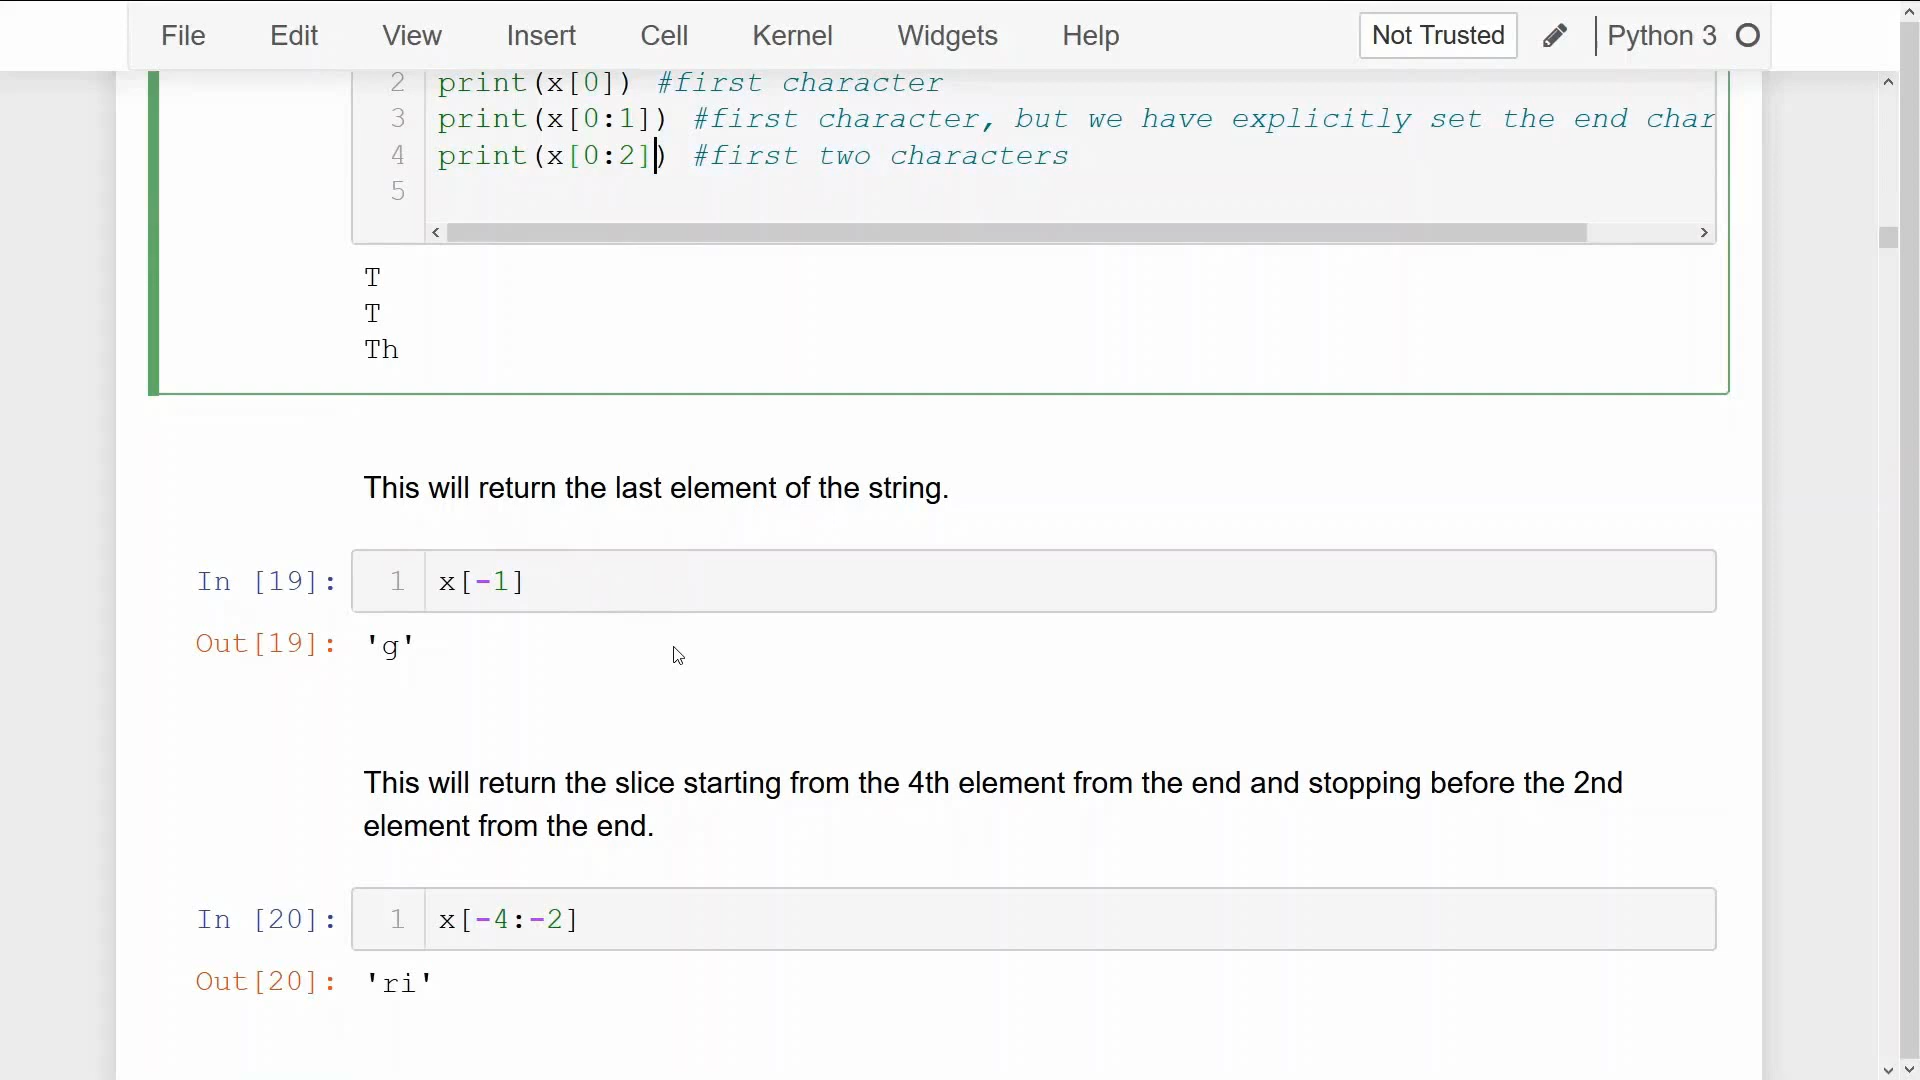 File Edit View Insert Cell Kernel Widgets Help Not Trusted Python 3
2 print(x[0]) #first character
3 print(x[0:1]) #first character, but we have explicitly set the end char
4 print(x[0:2]) #first two characters
5
T
T
Th
This will return the last element of the string.
In [19]: 1 x[-1]
Out[19]: 'g'
This will return the slice starting from the 4th element from the end and stopping before the 2nd
element from the end.
In [20]: 1 x[-4:-2]
Out[20]: 'ri'